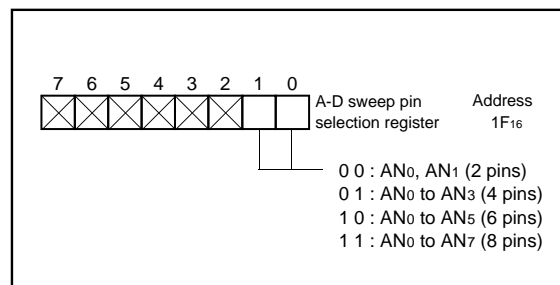 7 6 5 4 3 2 1 0
A-D sweep pin Address
selection register 1F16
0 0 : AN0, AN1 (2 pins)
0 1 : AN0 to AN3 (4 pins)
1 0 : AN0 to AN5 (6 pins)
1 1 : AN0 to AN7 (8 pins)